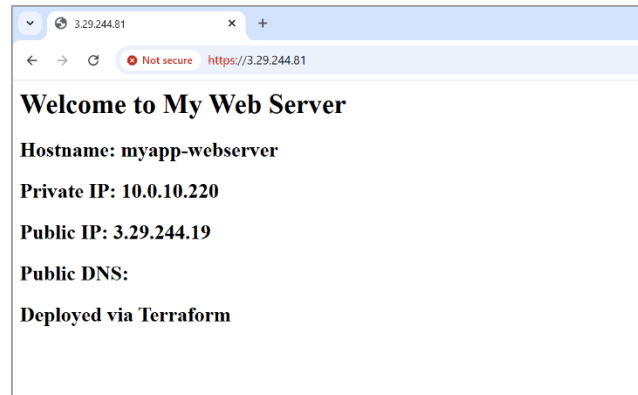 3.29.244.81
Not secure https://3.29.244.81
Welcome to My Web Server
Hostname: myapp-webserver
Private IP: 10.0.10.220
Public IP: 3.29.244.19
Public DNS:
Deployed via Terraform